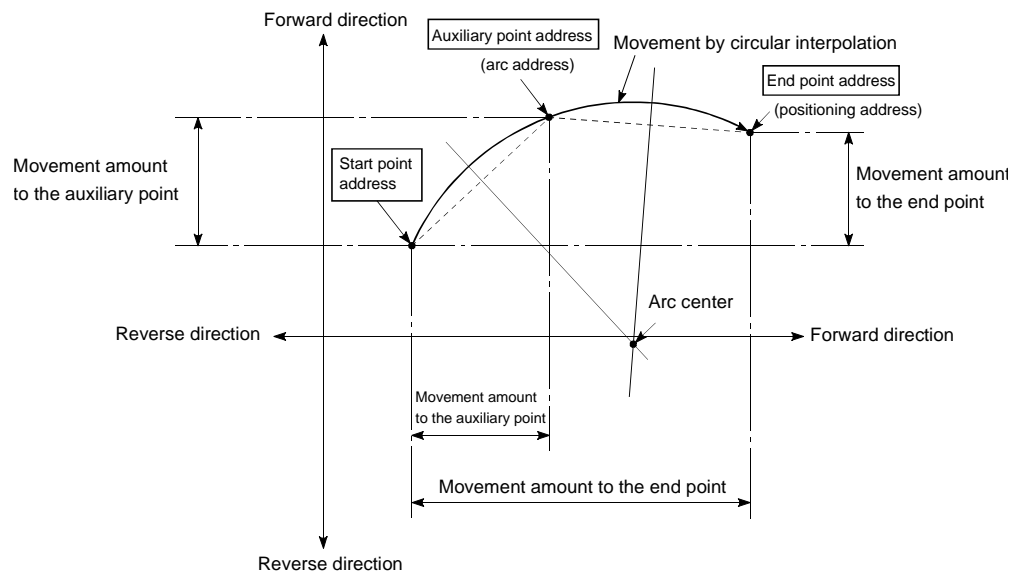 Forward direction
Auxiliary point address
(arc address)
Movement by circular interpolation
End point address
(positioning address)
Movement amount
to the auxiliary point
Start point
address
Movement amount
to the end point
Arc center
Reverse direction
Forward direction
Movement amount
to the auxiliary point
Movement amount to the end point
Reverse direction